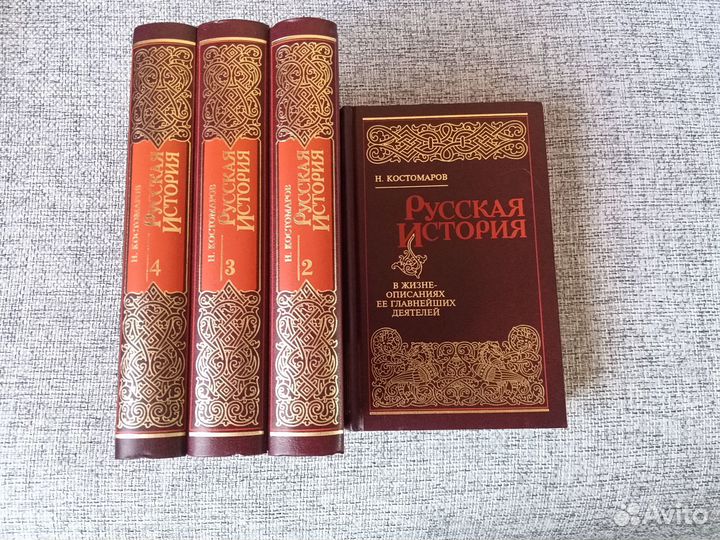 Н. КОСТОМАРОВ
РУССКАЯ
ИСТОРИЯ
4
Н. КОСТОМАРОВ
РУССКАЯ
ИСТОРИЯ
3
Н. КОСТОМАРОВ
РУССКАЯ
ИСТОРИЯ
2
Н. КОСТОМАРОВ
РУССКАЯ
ИСТОРИЯ
В ЖИЗНЕ-
ОПИСАНИЯХ
ЕЕ ГЛАВНЕЙШИХ
ДЕЯТЕЛЕЙ
Avito